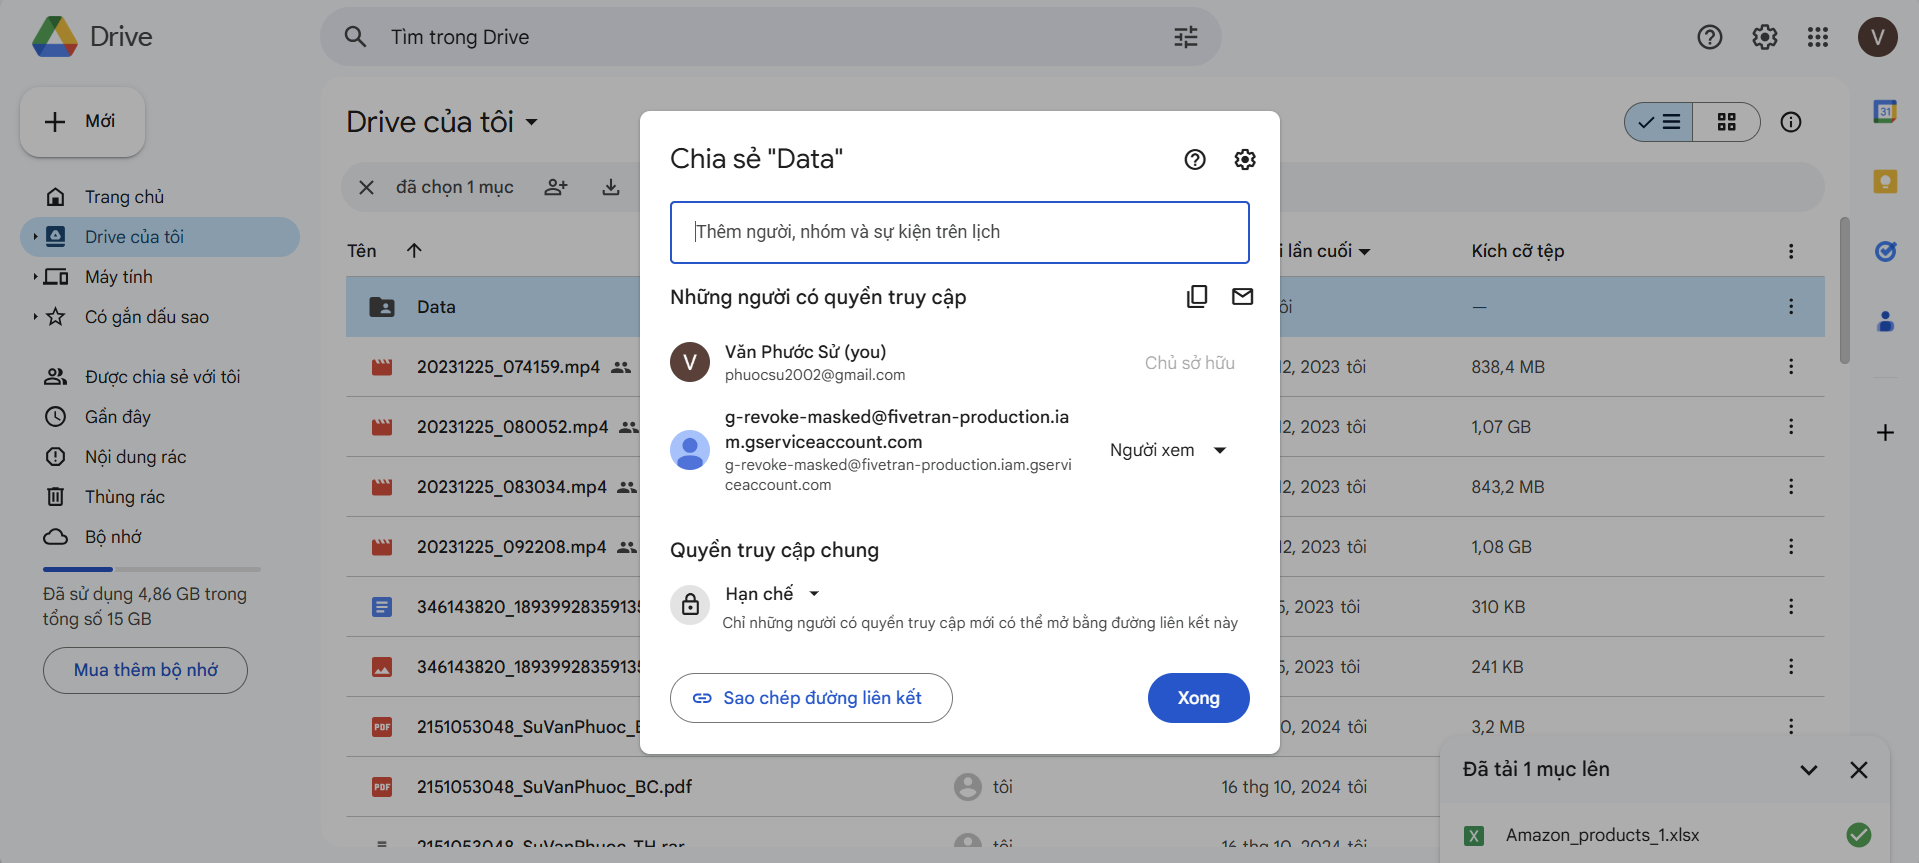 Drive
Tìm trong Drive
V
Mới
Trang chủ
Drive của tôi
Máy tính
Có gắn dấu sao
Được chia sẻ với tôi
Gần đây
Nội dung rác
Thùng rác
Bộ nhớ
Đã sử dụng 4,86 GB trong
tổng số 15 GB
Mua thêm bộ nhớ
Drive của tôi
đã chọn 1 mục
Tên
lần cuối
Kích cỡ tệp
Data
—
20231225_074159.mp4
12, 2023 tôi
838,4 MB
20231225_080052.mp4
12, 2023 tôi
1,07 GB
20231225_083034.mp4
12, 2023 tôi
843,2 MB
20231225_092208.mp4
12, 2023 tôi
1,08 GB
346143820_18939928359135
5, 2023 tôi
310 KB
346143820_18939928359135
5, 2023 tôi
241 KB
2151053048_SuVanPhuoc_
0, 2024 tôi
3,2 MB
2151053048_SuVanPhuoc_BC.pdf
tôi
16 thg 10, 2024 tôi
2151053048_SuVanPhuoc_TH.rar
Chia sẻ "Data"
Thêm người, nhóm và sự kiện trên lịch
Những người có quyền truy cập
V
Văn Phước Sử (you)
phuocsu2002@gmail.com
Chủ sở hữu
g-revoke-masked@fivetran-production.ia
m.gserviceaccount.com
g-revoke-masked@fivetran-production.iam.gservi
ceaccount.com
Người xem
Quyền truy cập chung
Hạn chế
Chỉ những người có quyền truy cập mới có thể mở bằng đường liên kết này
Sao chép đường liên kết
Xong
Đã tải 1 mục lên
Amazon_products_1.xlsx
31
PDF
PDF
X